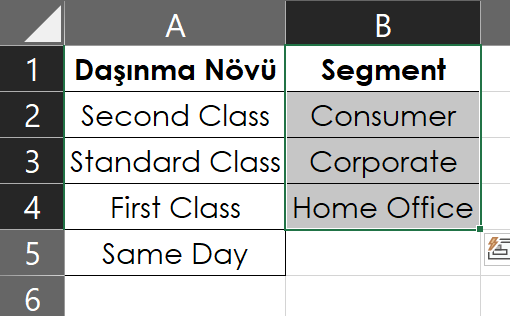 A B
1 Daşınma Növü Segment
2 Second Class Consumer
3 Standard Class Corporate
4 First Class Home Office
5 Same Day
6